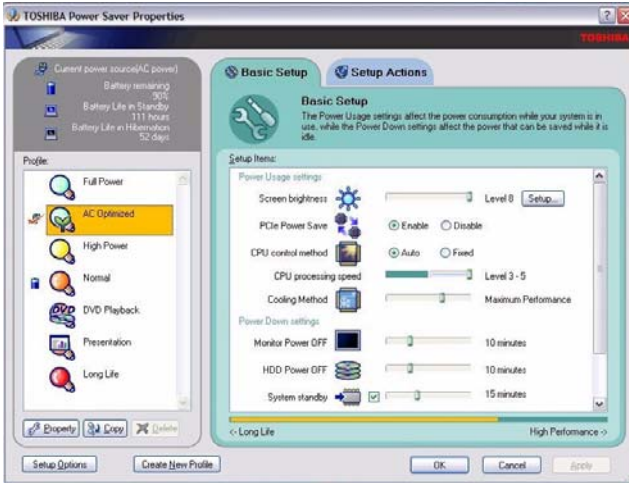 TOSHIBA Power Saver Properties
TOSHIBA
Current power source(AC power)
Battery remaining
90%
Battery Life in Standby
111 hours
Battery Life in Hibernation
52 days
Profile:
Full Power
AC Optimized
High Power
Normal
DVD
DVD Playback
Presentation
Long Life
Property
Copy
Delete
Basic Setup
Setup Actions
Basic Setup
The Power Usage settings affect the power consumption while your system is in
use, while the Power Down settings affect the power that can be saved while it is
idle.
Setup Items:
Power Usage settings
Screen brightness
Level 8
Setup...
PCIe Power Save
Enable
Disable
CPU control method
Auto
Fixed
CPU processing speed
Level 3 - 5
Cooling Method
Maximum Performance
Power Down settings
Monitor Power OFF
10 minutes
HDD Power OFF
10 minutes
System standby
15 minutes
<- Long Life
High Performance ->
Setup Options
Create New Profile
OK
Cancel
Apply